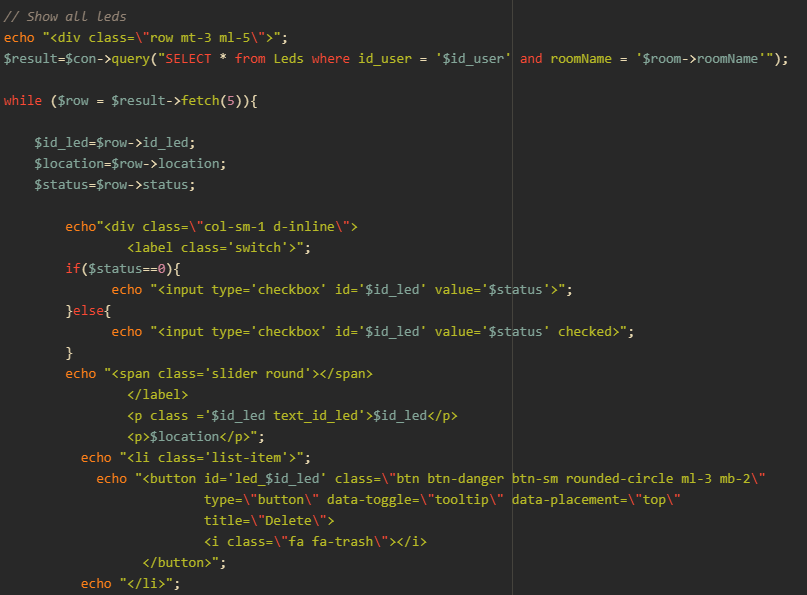 // Show all leds
echo "<div class=\"row mt-3 ml-5\">";
$result=$con->query("SELECT * from Leds where id_user = '$id_user' and roomName = '$room->roomName'");
while ($row = $result->fetch(5)){
$id_led=$row->id_led;
$location=$row->location;
$status=$row->status;
echo"<div class=\"col-sm-1 d-inline\">
<label class='switch'>";
if($status==0){
echo "<input type='checkbox' id='$id_led' value='$status'>";
}else{
echo "<input type='checkbox' id='$id_led' value='$status' checked>";
}
echo "<span class='slider round'></span>
</label>
<p class ='$id_led text_id_led'>$id_led</p>
<p>$location</p>";
echo "<li class='list-item'>";
echo "<button id='led_$id_led' class=\"btn btn-danger btn-sm rounded-circle ml-3 mb-2\"
type=\"button\" data-toggle=\"tooltip\" data-placement=\"top\"
title=\"Delete\">
<i class=\"fa fa-trash\"></i>
</button>";
echo "</li>";